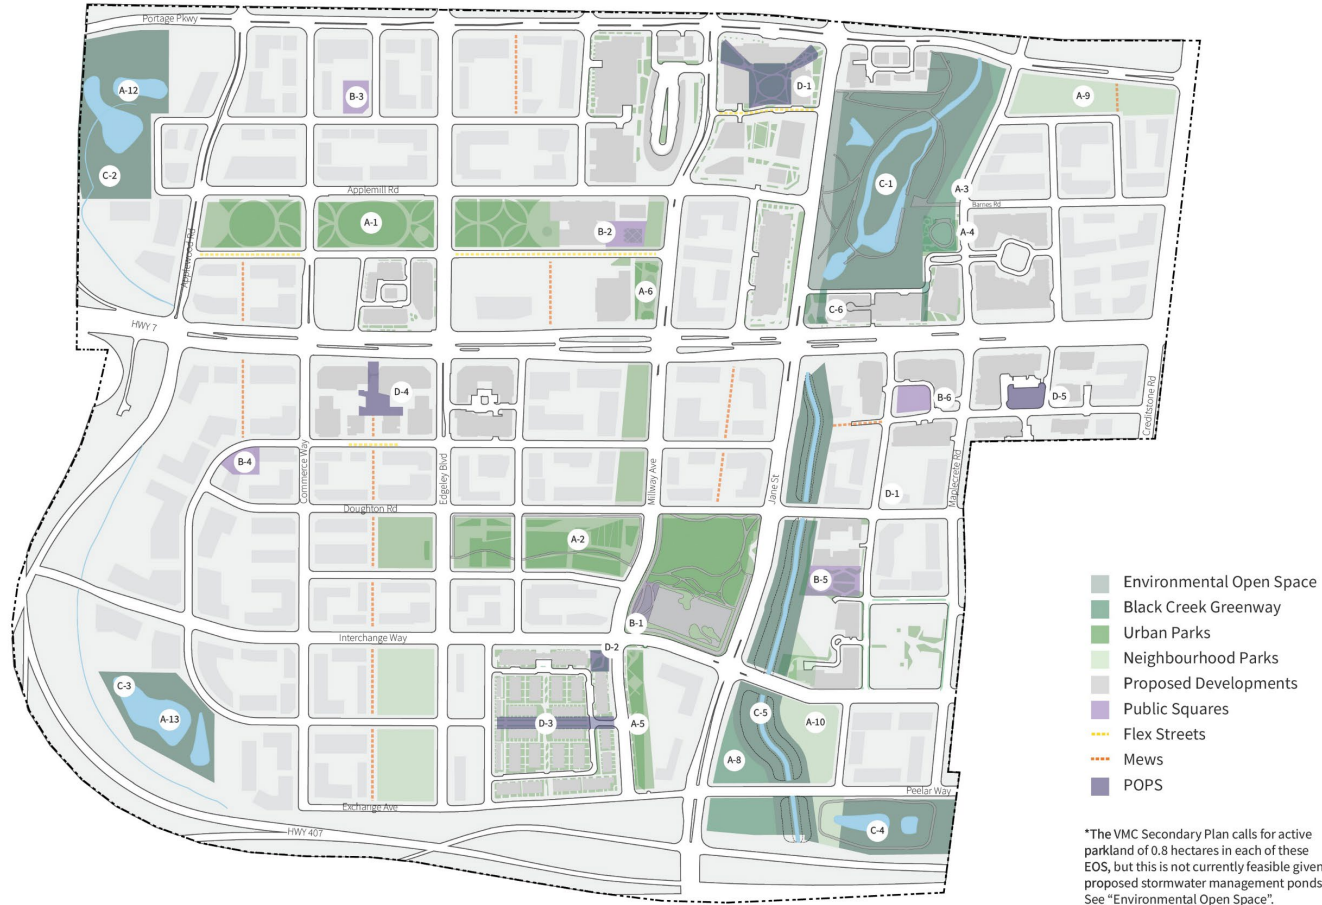 Portage Pkwy
A-12
B-3
D-1
A-9
C-2
C-1
Applemill Rd
A-3
Barnes Rd
A-1
B-2
A-4
Applewood Rd
A-6
C-6
HWY 7
D-4
B-6
D-5
Creditstone Rd
B-4
Commerce Way
Edgeley Blvd
Millway Ave
Jane St
D-1
Maplecrete Rd
Doughton Rd
A-2
B-5
B-1
Interchange Way
D-2
C-3
A-13
D-3
A-5
C-5
A-10
A-8
Exchange Ave
Peelar Way
HWY 407
C-4
Environmental Open Space
Black Creek Greenway
Urban Parks
Neighbourhood Parks
Proposed Developments
Public Squares
Flex Streets
Mews
POPS
*The VMC Secondary Plan calls for active
parkland of 0.8 hectares in each of these
EOS, but this is not currently feasible given
proposed stormwater management ponds
See “Environmental Open Space”.